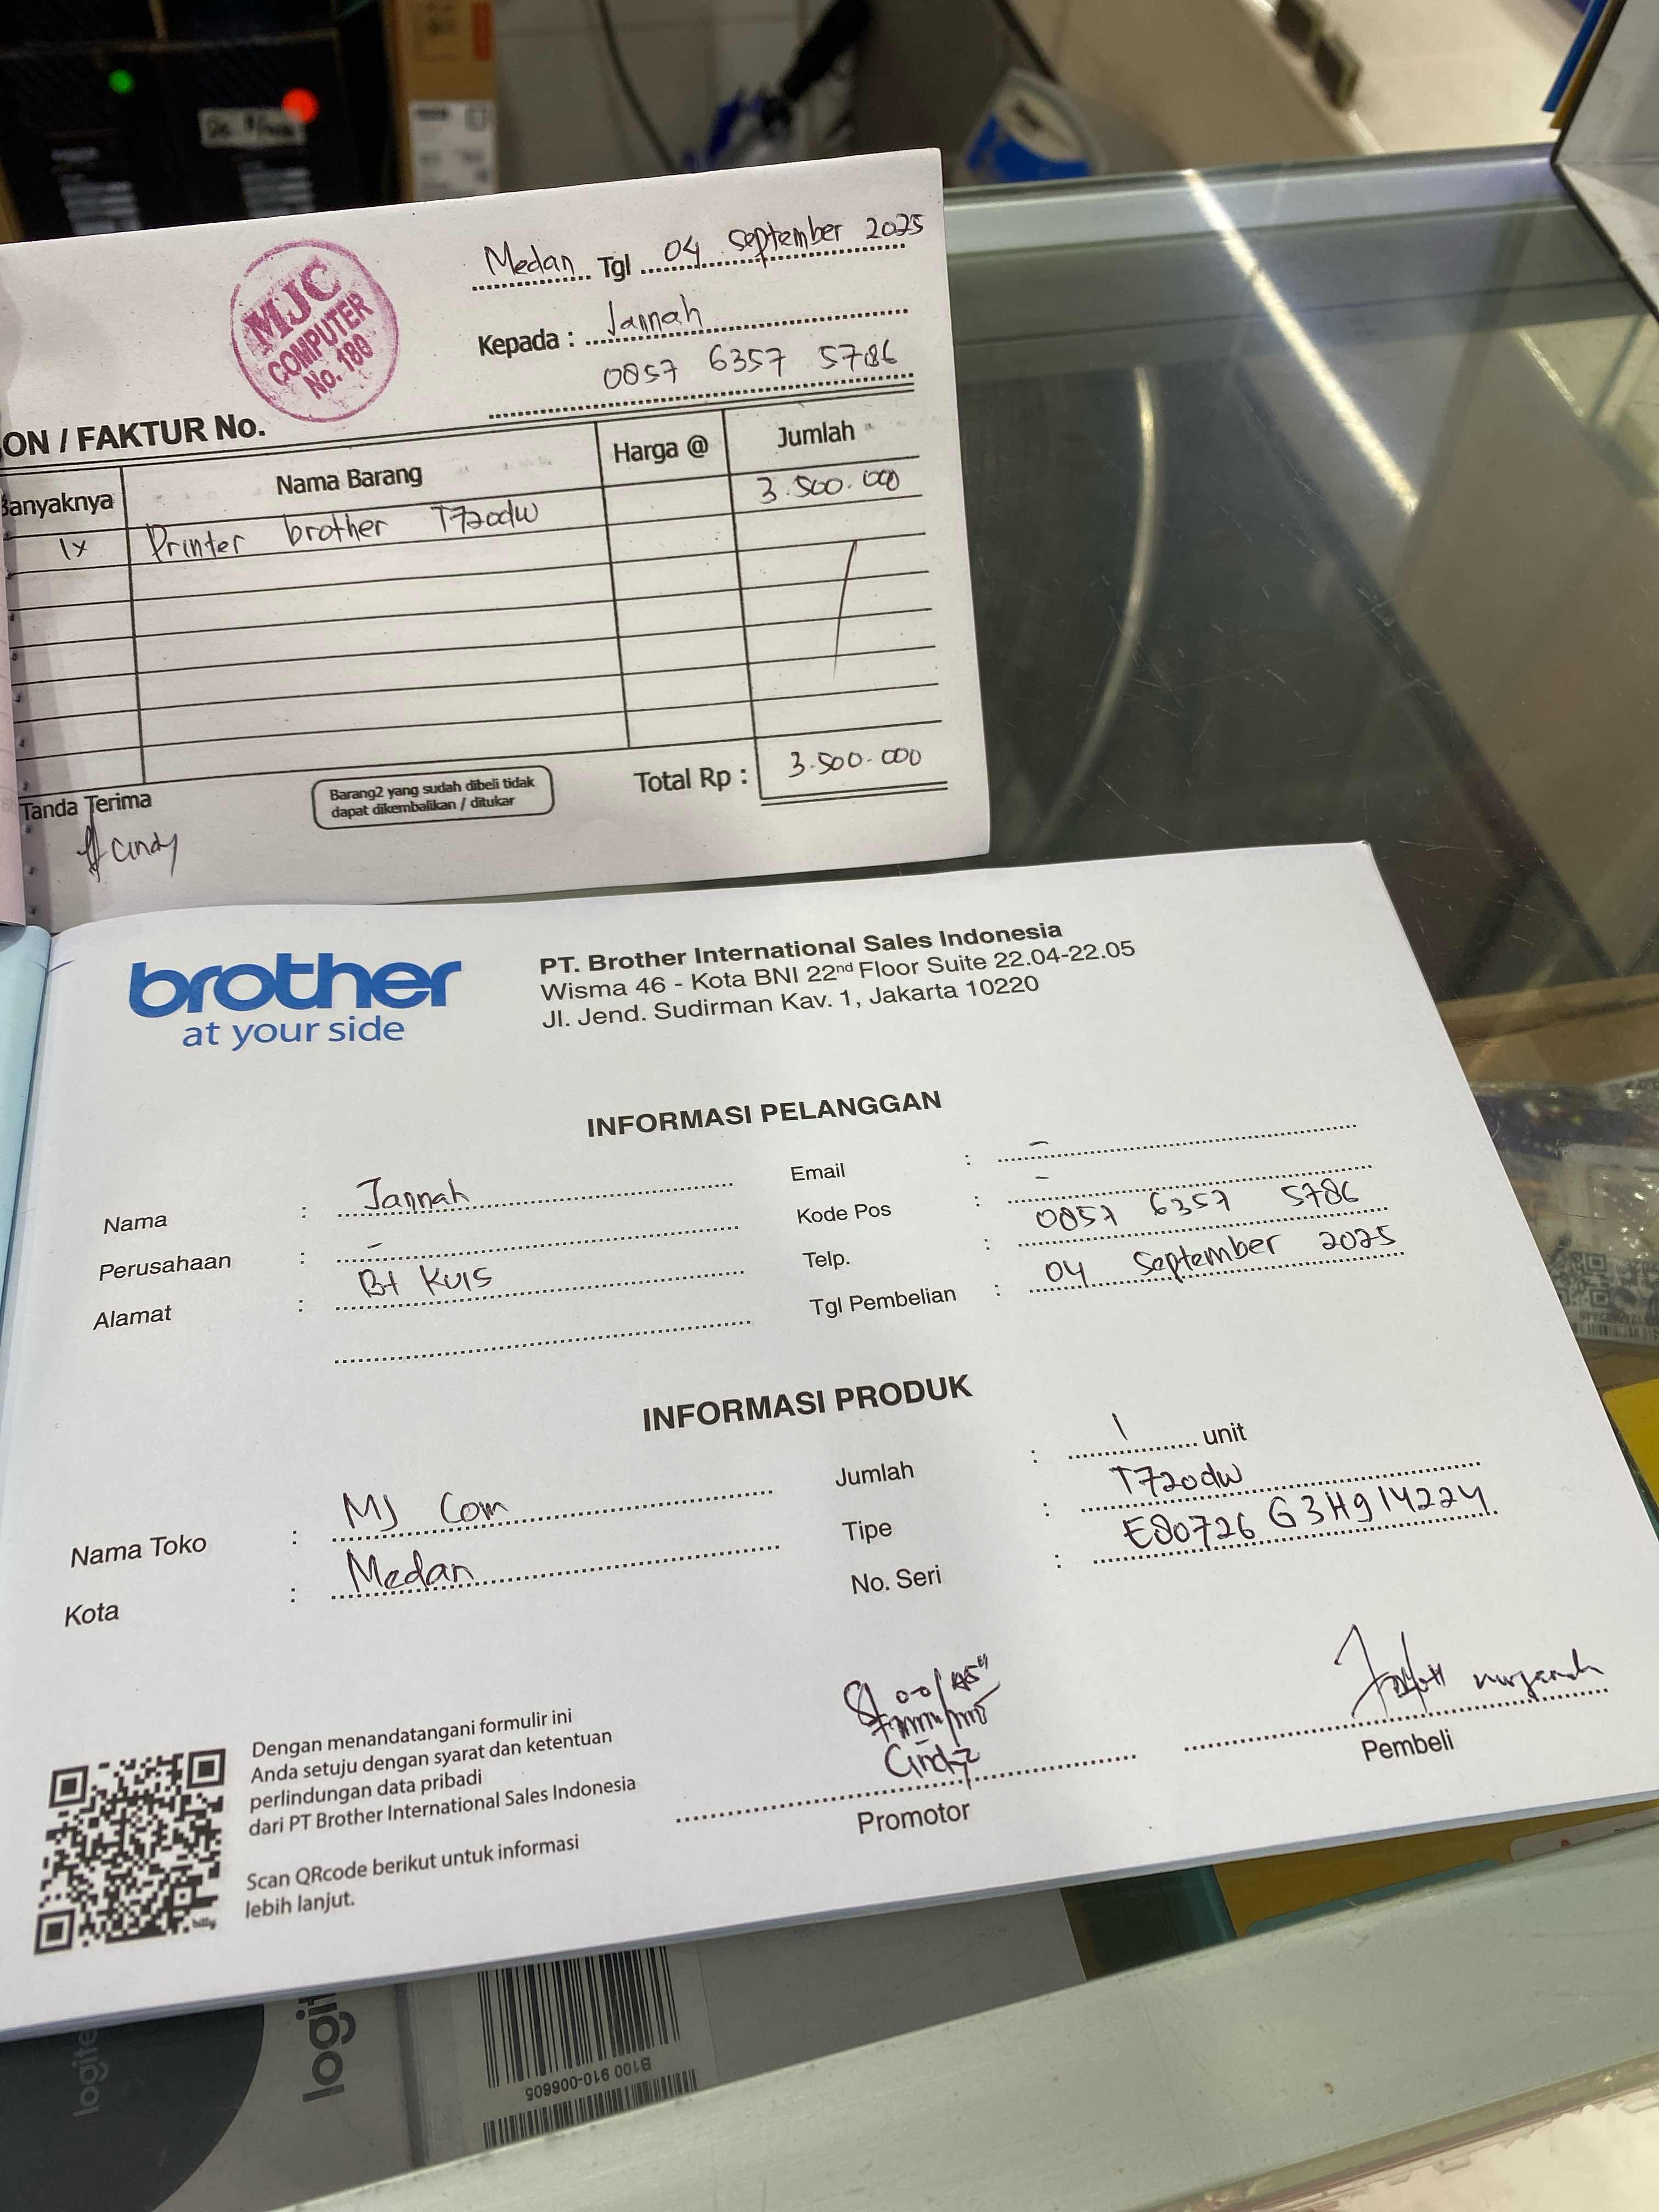 MJC
COMPUTER
No. 180
Medan Tgl 04 September 2025
Kepada : Jannah
0857 6357 5786
ON / FAKTUR No.
Banyaknya Nama Barang Harga @ Jumlah
1x Printer brother T720dw 3.500.000
Tanda Terima
Cindy
Barang2 yang sudah dibeli tidak
dapat dikembalikan / ditukar
Total Rp : 3.500.000
brother
at your side
PT. Brother International Sales Indonesia
Wisma 46 - Kota BNI 22nd Floor Suite 22.04-22.05
Jl. Jend. Sudirman Kav. 1, Jakarta 10220
INFORMASI PELANGGAN
Nama : Jannah
Perusahaan : -
Alamat : Bt Kuis
Email : -
Kode Pos : -
Telp. : 0857 6357 5786
Tgl Pembelian : 04 September 2025
INFORMASI PRODUK
Nama Toko : MJ Com
Kota : Medan
Jumlah : 1 unit
Tipe : T720dw
No. Seri : E80726G3H914224
Dengan menandatangani formulir ini
Anda setuju dengan syarat dan ketentuan
perlindungan data pribadi
dari PT Brother International Sales Indonesia
Scan QRcode berikut untuk informasi
lebih lanjut.
bitly
Cindy
Promotor
Pembeli
logite
logit
B100 910-006605